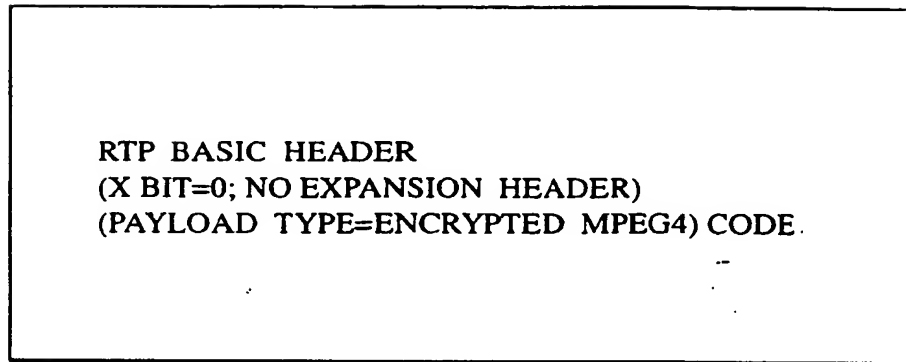 RTP BASIC HEADER
(X BIT=0; NO EXPANSION HEADER)
(PAYLOAD TYPE=ENCRYPTED MPEG4) CODE